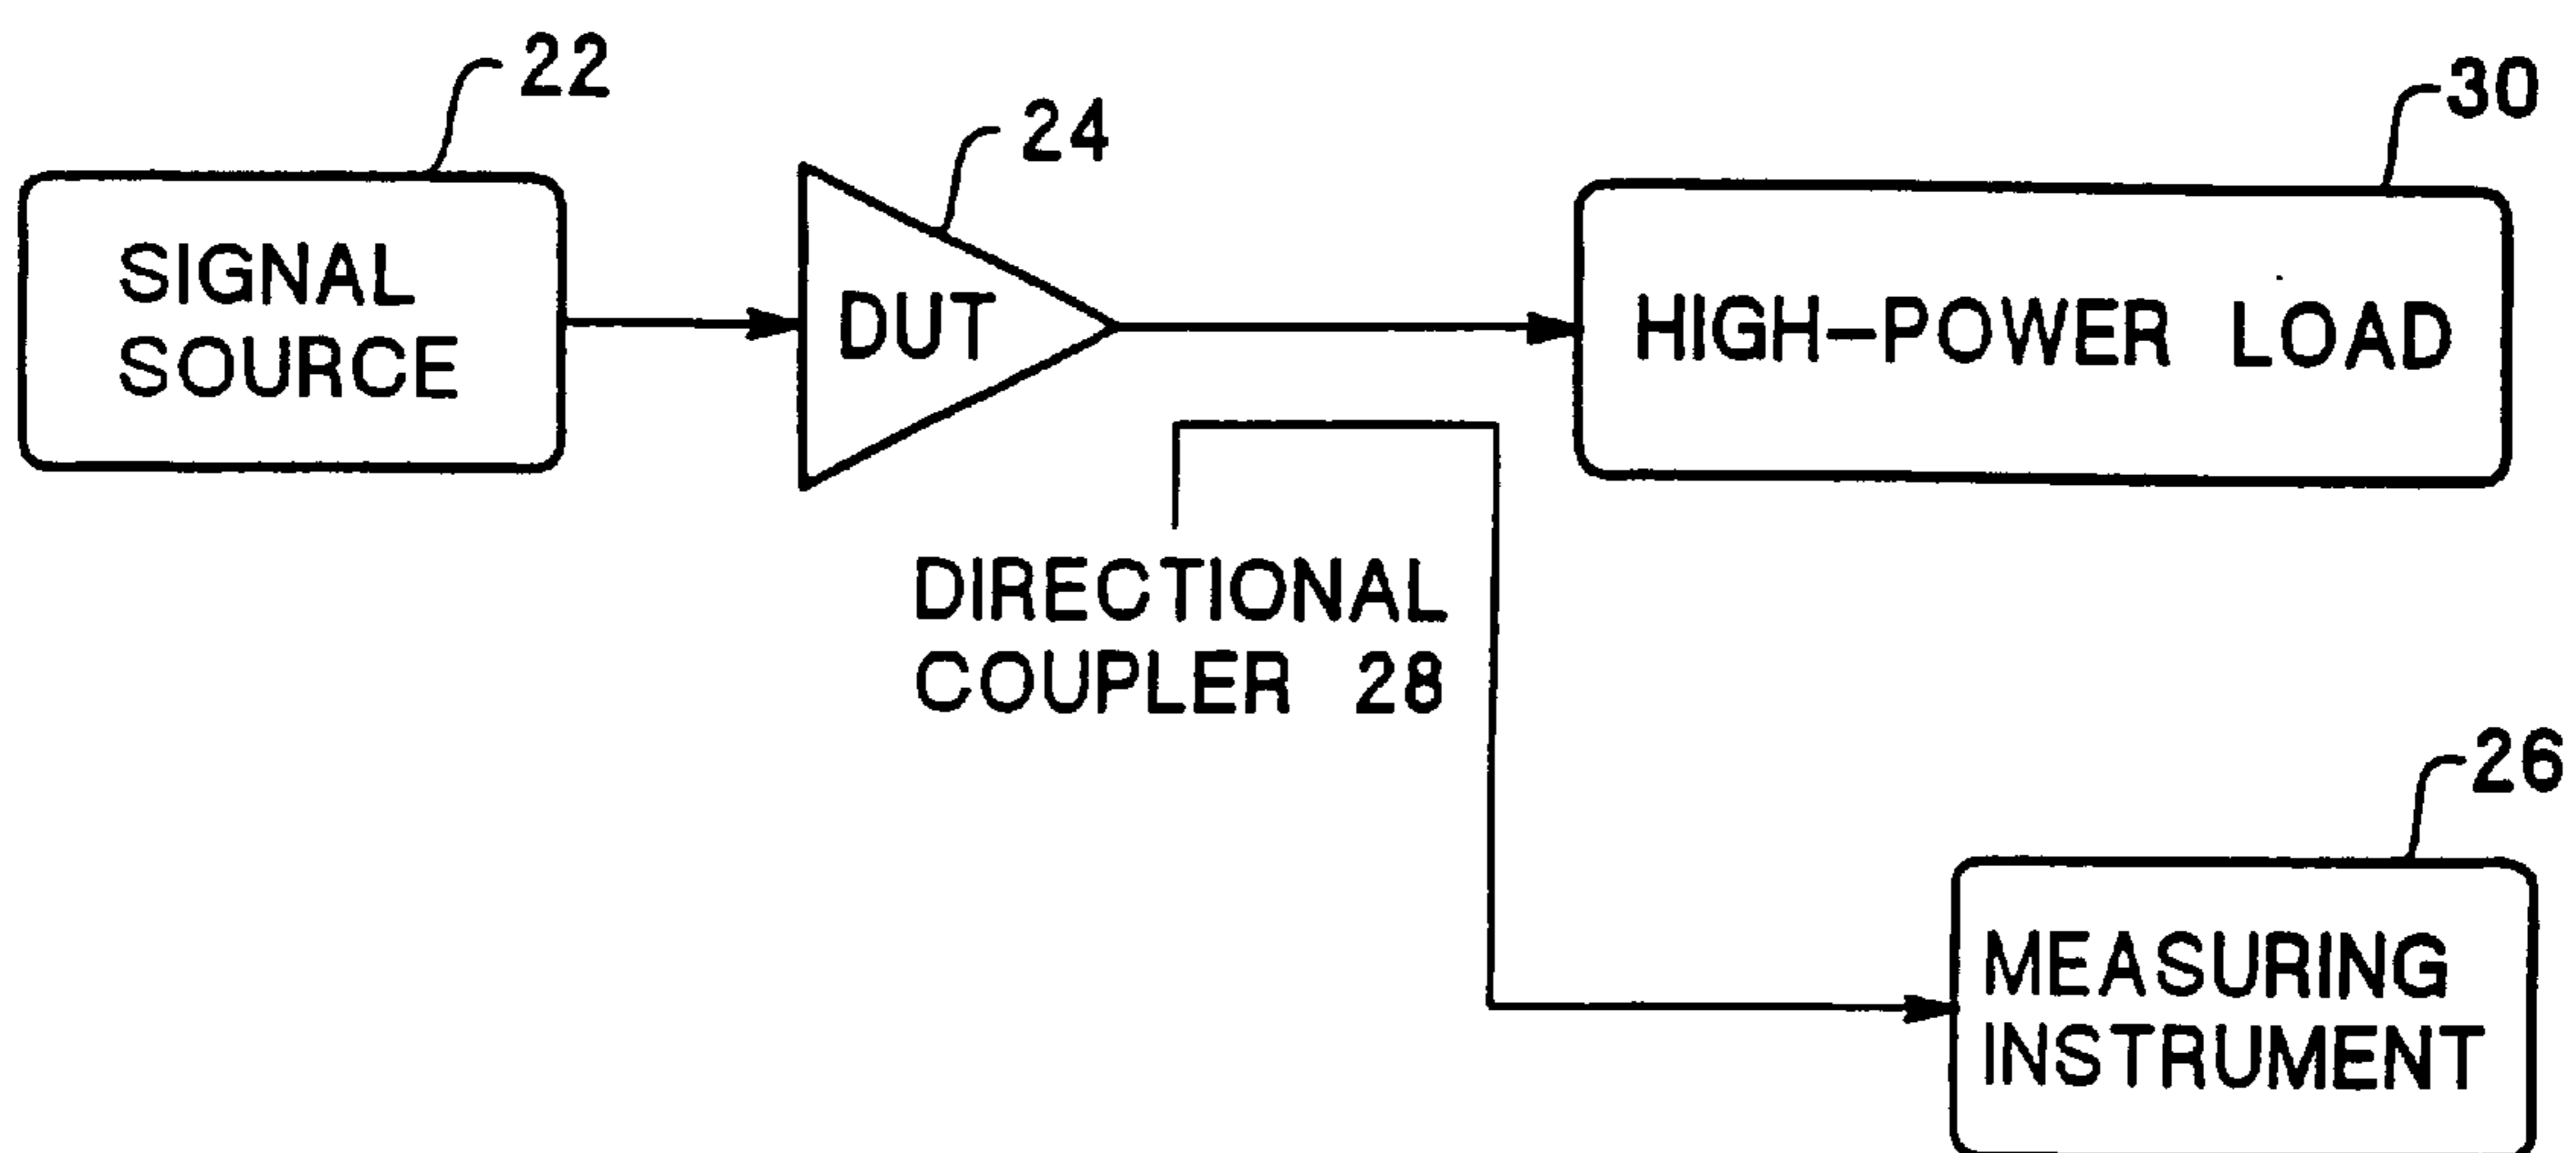 22
24
30
SIGNAL
SOURCE
DUT
HIGH-POWER LOAD
DIRECTIONAL
COUPLER 28
26
MEASURING
INSTRUMENT